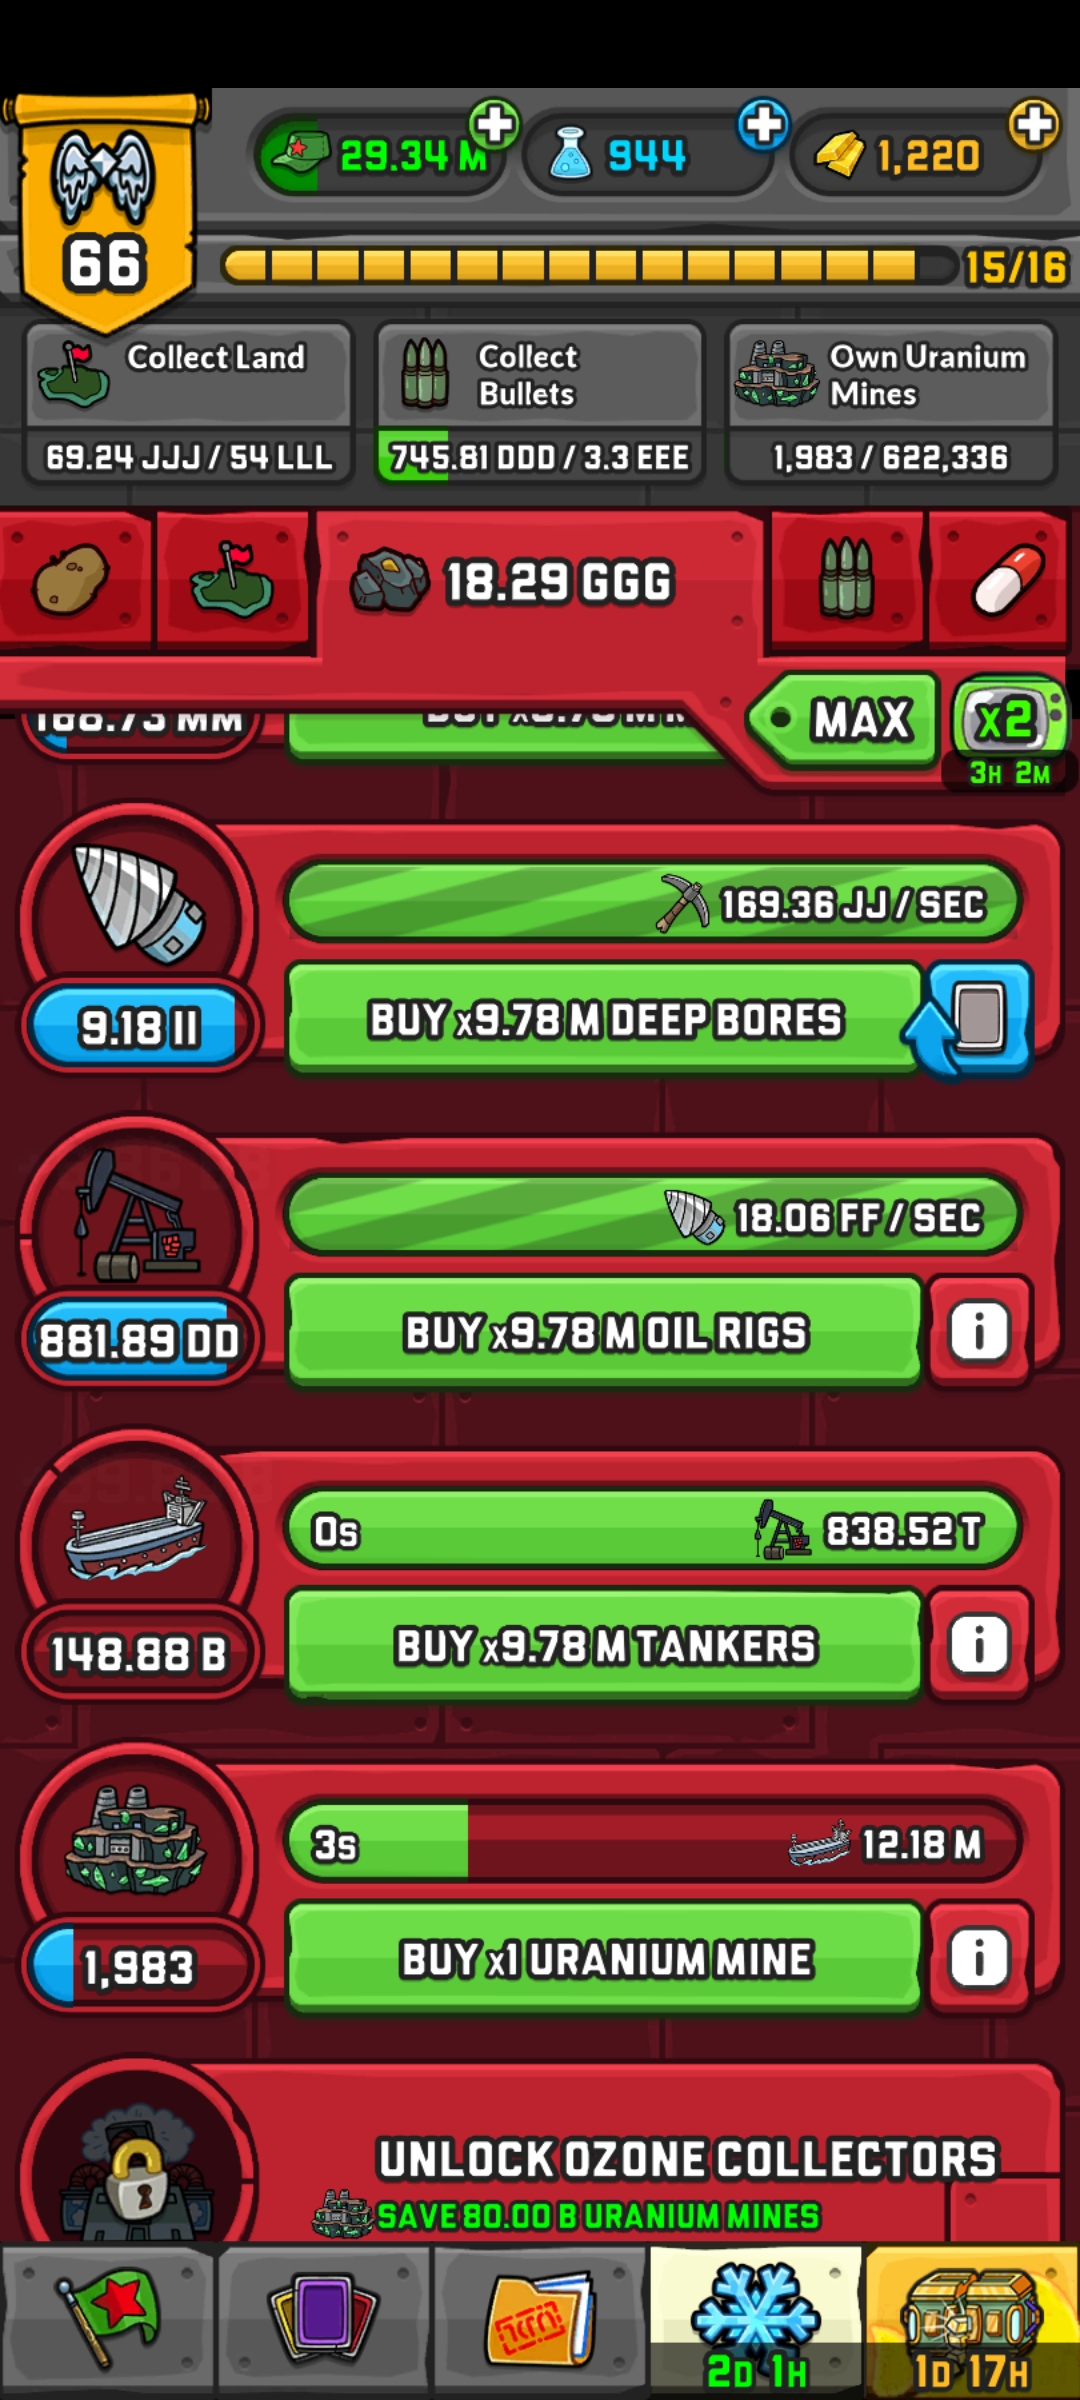 29.34 M
944
1,220
66
15/16
Collect Land
69.24 JJJ / 54 LLL
Collect
Bullets
745.81 DDD / 3.3 EEE
Own Uranium
Mines
1,983 / 622,336
18.29 GGG
MAX
x2
3H 2M
168.73 MM
169.36 JJ / SEC
9.18 II
BUY x9.78 M DEEP BORES
18.06 FF / SEC
881.89 DD
BUY x9.78 M OIL RIGS
i
0s
838.52 T
148.88 B
BUY x9.78 M TANKERS
i
3s
12.18 M
1,983
BUY x1 URANIUM MINE
i
UNLOCK OZONE COLLECTORS
SAVE 80.00 B URANIUM MINES
2D 1H
1D 17H